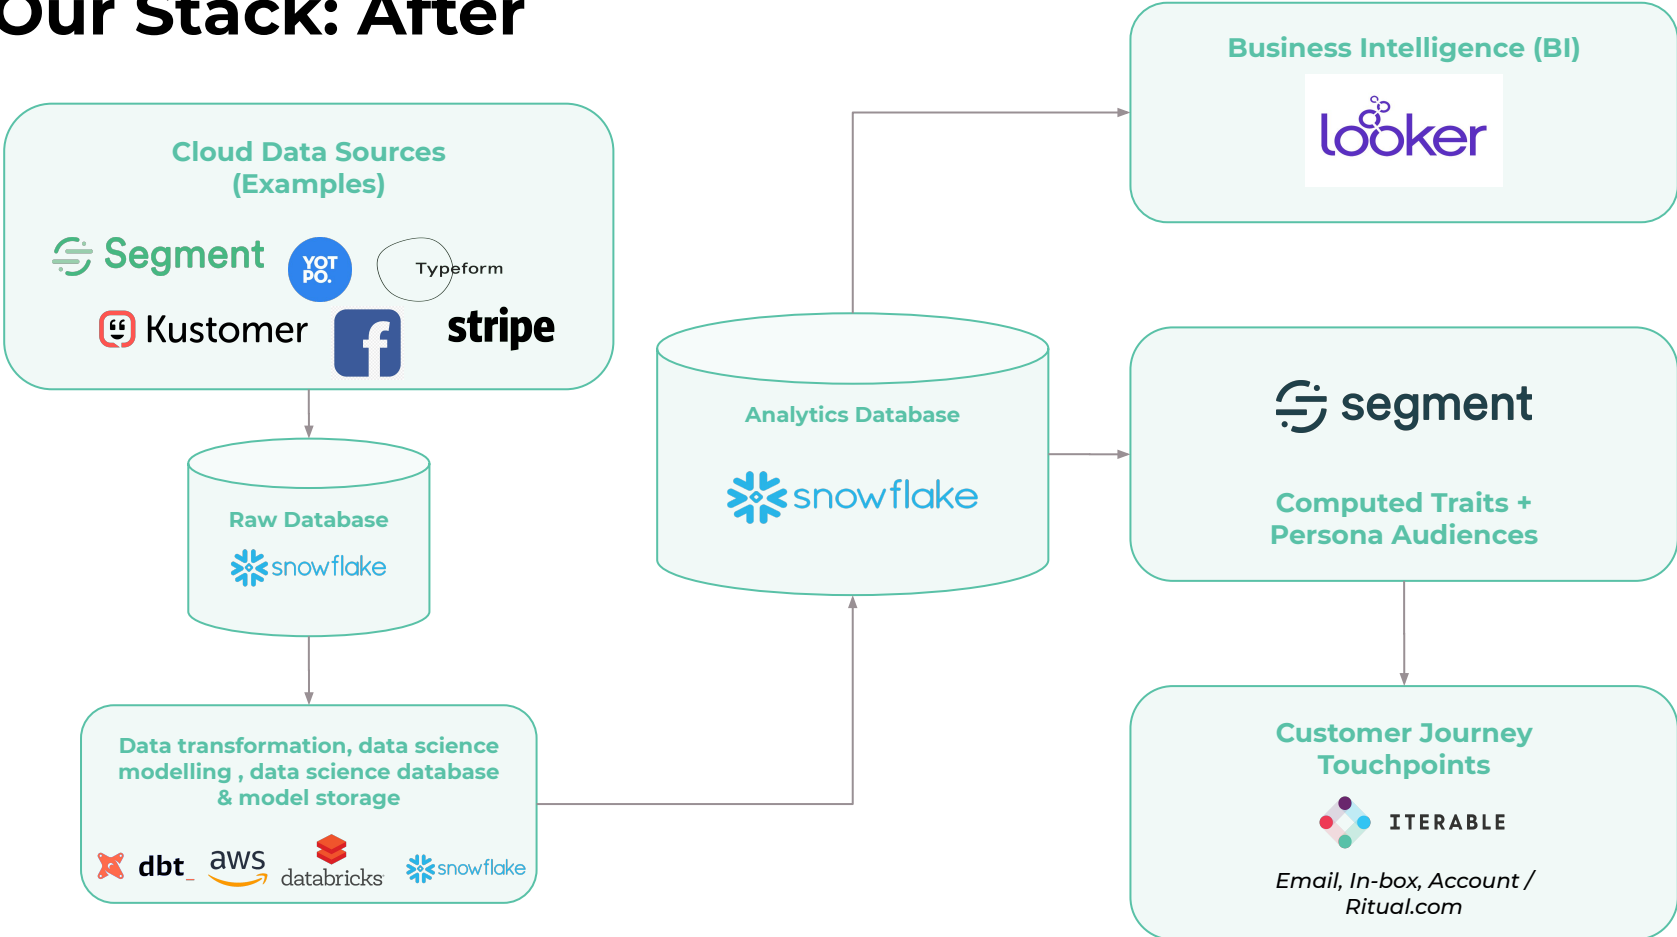 Our Stack: After
Cloud Data Sources
(Examples)
Segment
YOT
PO.
Typeform
Kustomer
f
stripe
Raw Database
snowflake
Data transformation, data science
modelling , data science database
& model storage
dbt_
aws
databricks
snowflake
Analytics Database
snowflake
Business Intelligence (BI)
looker
segment
Computed Traits +
Persona Audiences
Customer Journey
Touchpoints
ITERABLE
Email, In-box, Account /
Ritual.com